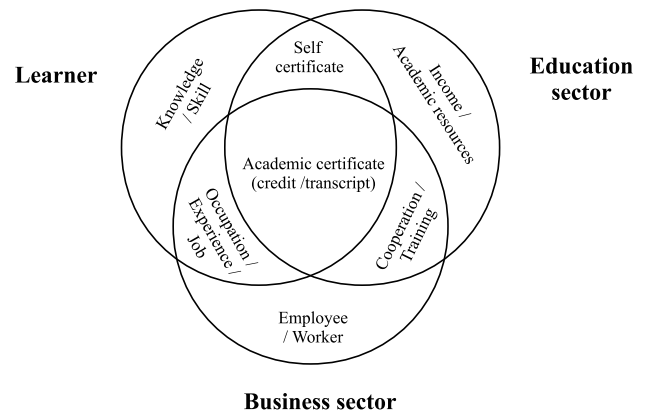 Self
certificate
Learner
Knowledge
/ Skill
Income /
Academic resources
Education
sector
Academic certificate
(credit /transcript)
Occupation /
Experience /
Job
Cooperation /
Training
Employee
/ Worker
Business sector